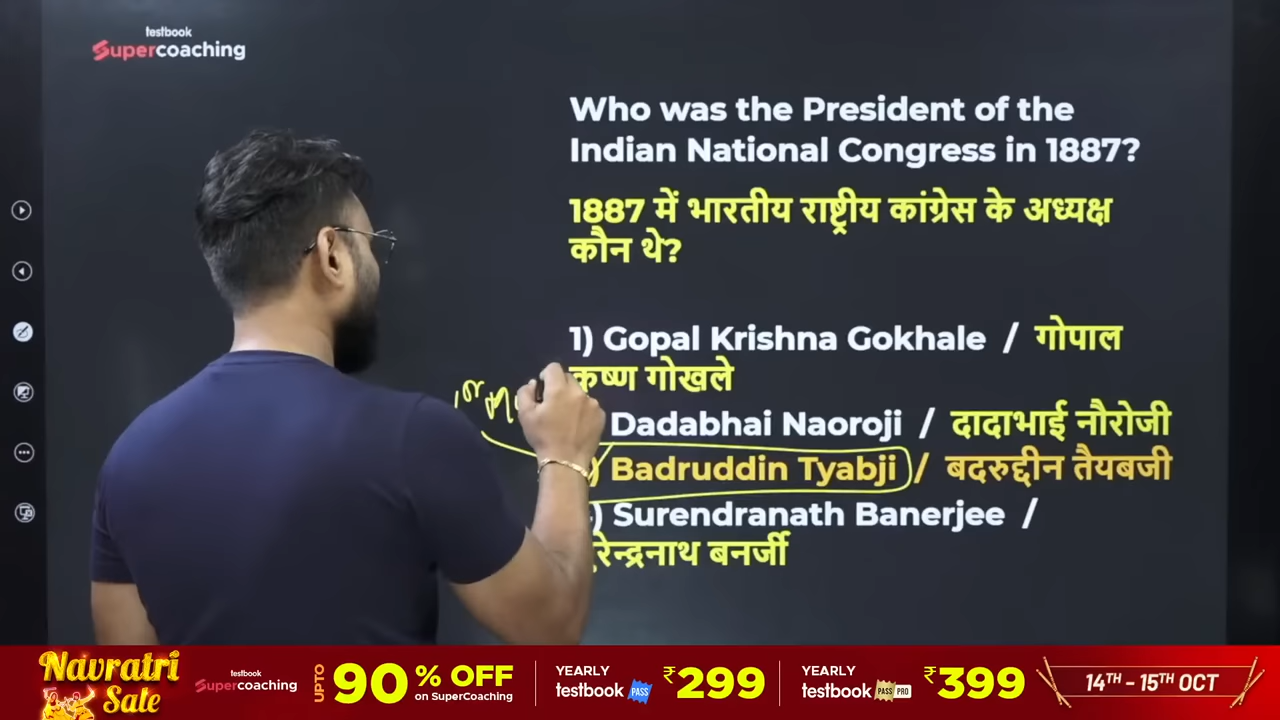 testbook
Supercoaching
Who was the President of the
Indian National Congress in 1887?
1887 में भारतीय राष्ट्रीय कांग्रेस के अध्यक्ष
कौन थे?
1) Gopal Krishna Gokhale / गोपाल
कृष्ण गोखले
Dadabhai Naoroji / दादाभाई नौरोजी
) Badruddin Tyabji / बदरुद्दीन तैयबजी
) Surendranath Banerjee /
रेन्द्रनाथ बनर्जी
Navratri
Sale
testbook
Supercoaching
UPTO
90% OFF
on SuperCoaching
YEARLY
testbook PASS
₹299
YEARLY
testbook PASS PRO
₹399
14TH - 15TH OCT